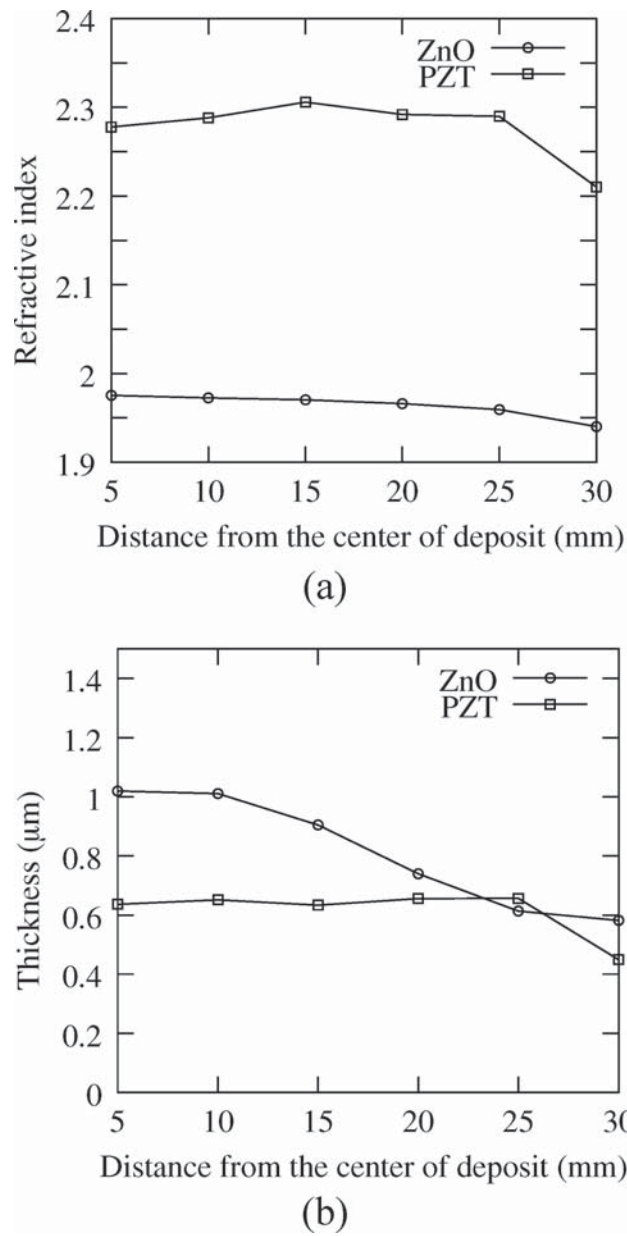 2.4
ZnO
PZT
2.3
2.2
2.1
2
1.9
Refractive index
5 10 15 20 25 30
Distance from the center of deposit (mm)
(a)
1.4
ZnO
PZT
1.2
1
0.8
0.6
0.4
0.2
0
Thickness (μm)
5 10 15 20 25 30
Distance from the center of deposit (mm)
(b)